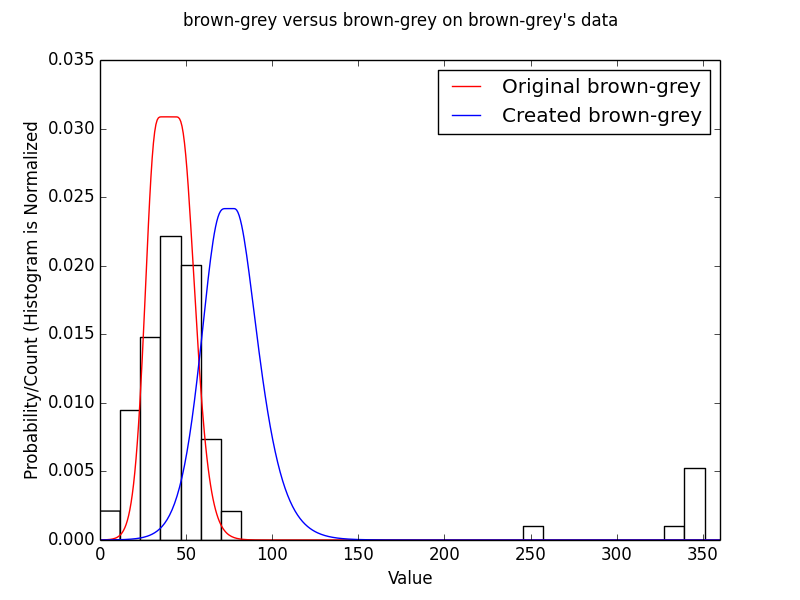 brown-grey versus brown-grey on brown-grey's data
Original brown-grey
Created brown-grey
Probability/Count (Histogram is Normalized
0.035
0.030
0.025
0.020
0.015
0.010
0.005
0.000
0 50 100 150 200 250 300 350
Value